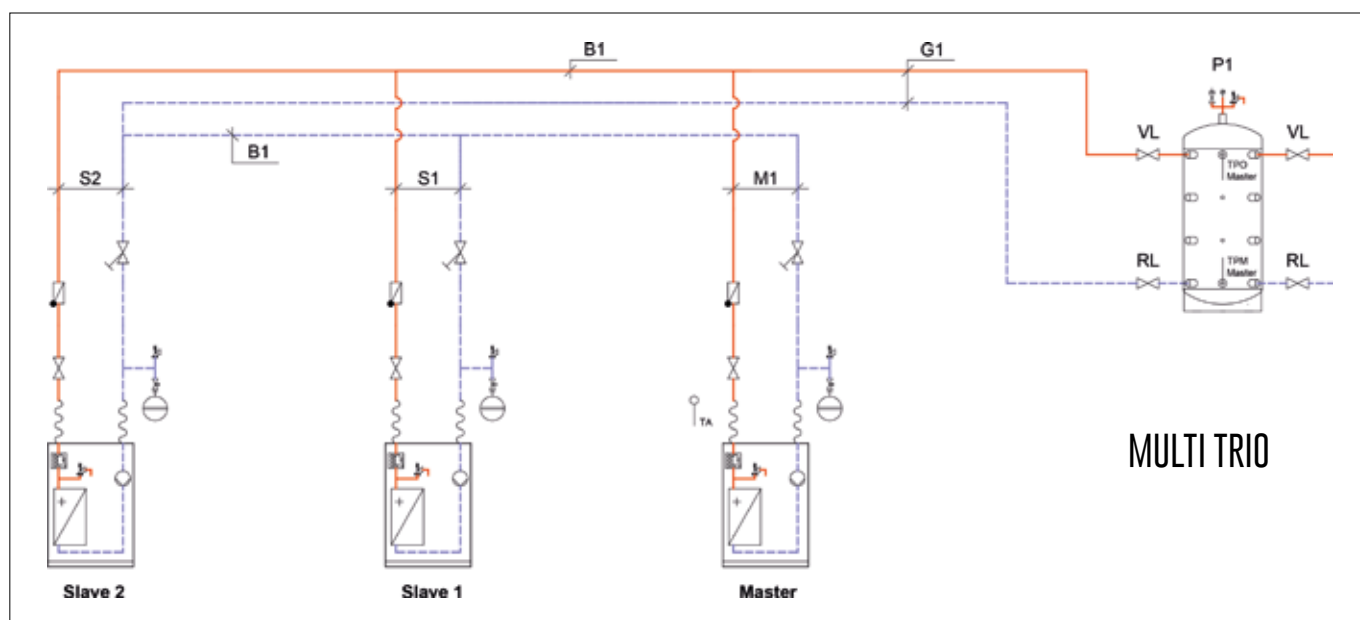 B1
G1
P1
VL
VL
B1
TPO
Master
S2
S1
M1
RL
TPM
Master
RL
TA
MULTI TRIO
Slave 2
Slave 1
Master